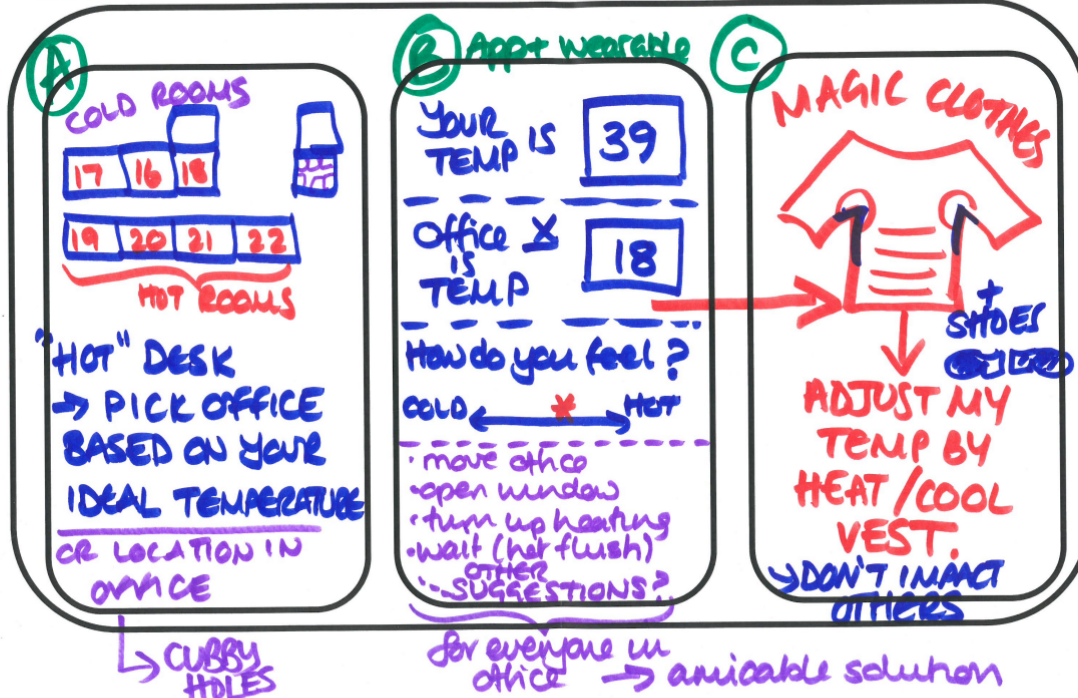 A
COLD ROOMS
17 16 18
19 20 21 22
HOT ROOMS
"HOT" DESK
→ PICK OFFICE
BASED ON YOUR
IDEAL TEMPERATURE
OR LOCATION IN
OFFICE
CUBBY
HOLES
B App+ wearable
YOUR
TEMP IS
39
Office X
IS
TEMP
18
How do you feel?
COLD HOT
· move office
· open window
· turn up heating
· wait (hot flush)
· OTHER
SUGGESTIONS?
for everyone in
office → amicable solution
C
MAGIC CLOTHES
+
SHOES
ADJUST MY
TEMP BY
HEAT/COOL
VEST.
DON'T IMPACT
OTHERS